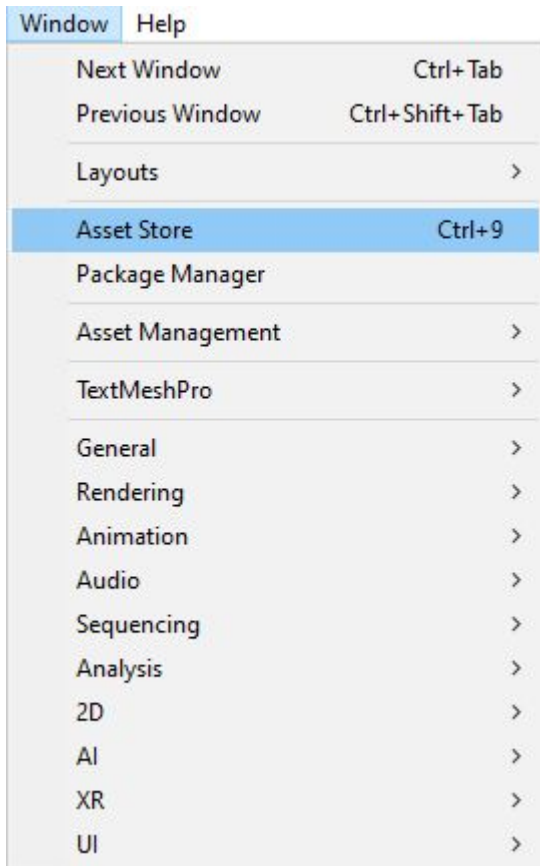 Window Help
Next Window Ctrl+Tab
Previous Window Ctrl+Shift+Tab
Layouts
Asset Store Ctrl+9
Package Manager
Asset Management
TextMeshPro
General
Rendering
Animation
Audio
Sequencing
Analysis
2D
AI
XR
UI